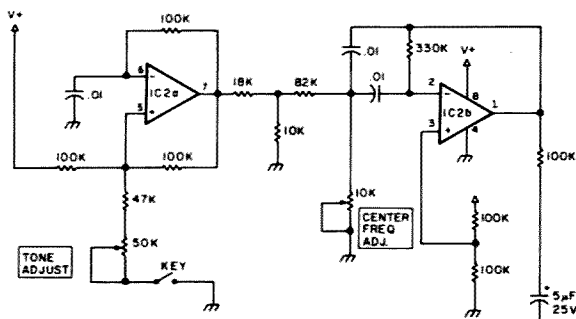 V+
100K
.01
6
IC2a
7
5
18K
82K
10K
100K
100K
47K
50K
TONE
ADJUST
KEY
.01
330K
.01
V+
2
8
IC2b
1
3
4
10K
CENTER
FREQ
ADJ.
100K
100K
100K
+
5µF
25V